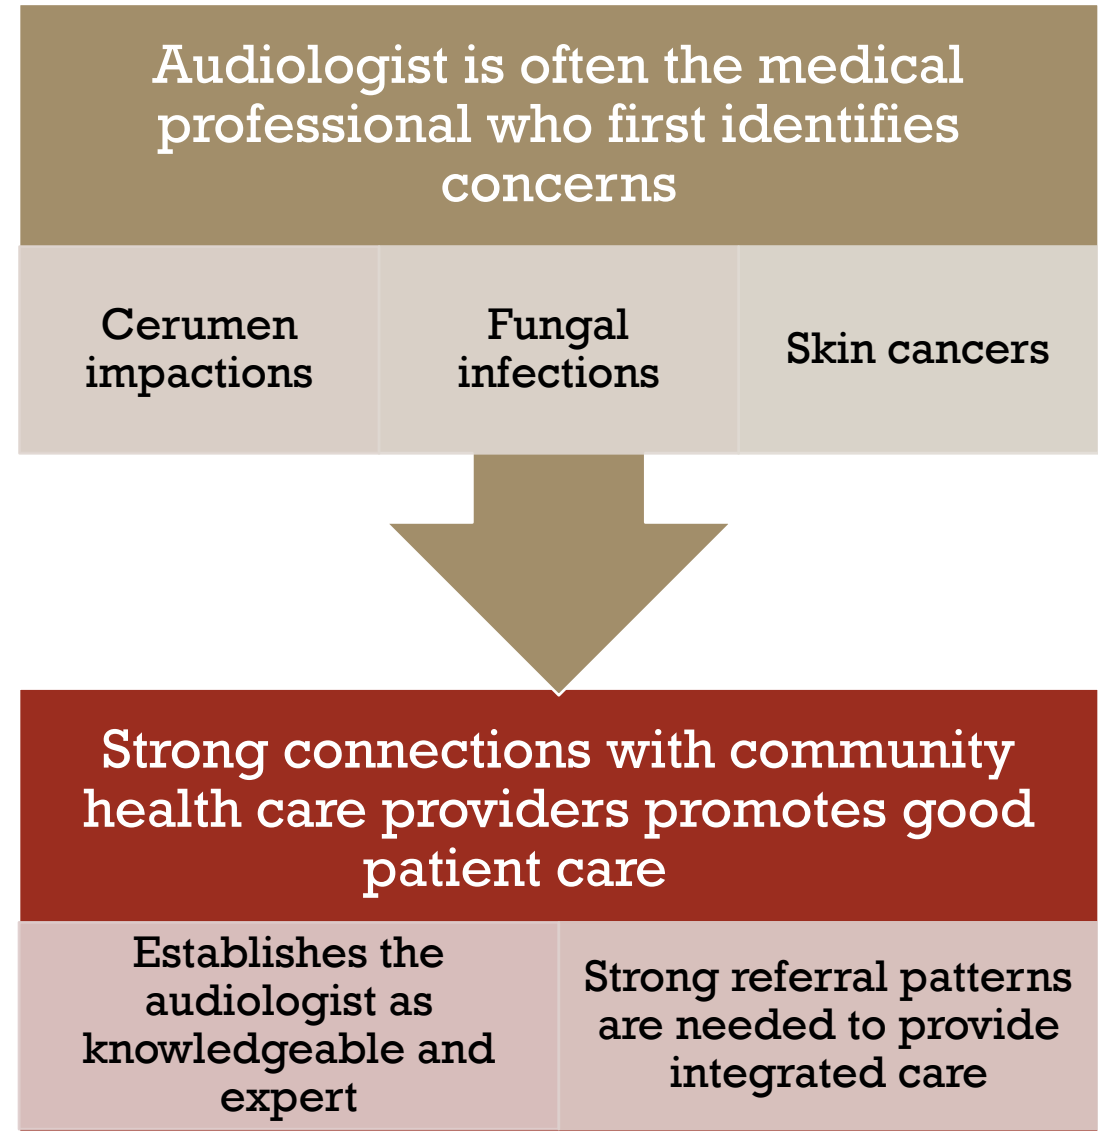 Audiologist is often the medical
professional who first identifies
concerns
Cerumen
impactions
Fungal
infections
Skin cancers
Strong connections with community
health care providers promotes good
patient care
Establishes the
audiologist as
knowledgeable and
expert
Strong referral patterns
are needed to provide
integrated care